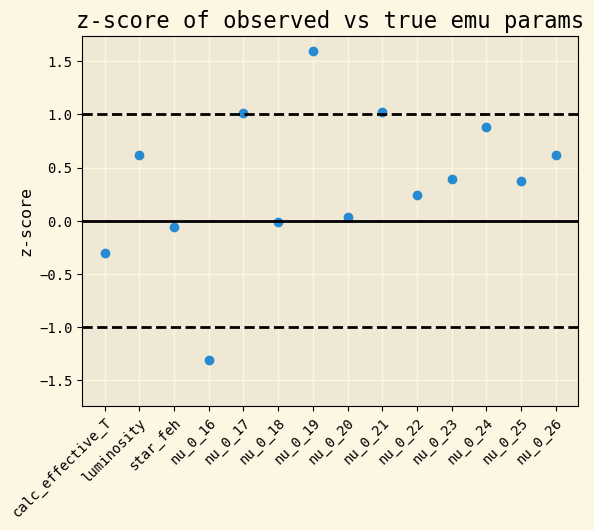 z-score of observed vs true emu params
z-score
1.5
1.0
0.5
0.0
−0.5
−1.0
−1.5
calc_effective_T
luminosity
star_feh
nu_0_16
nu_0_17
nu_0_18
nu_0_19
nu_0_20
nu_0_21
nu_0_22
nu_0_23
nu_0_24
nu_0_25
nu_0_26